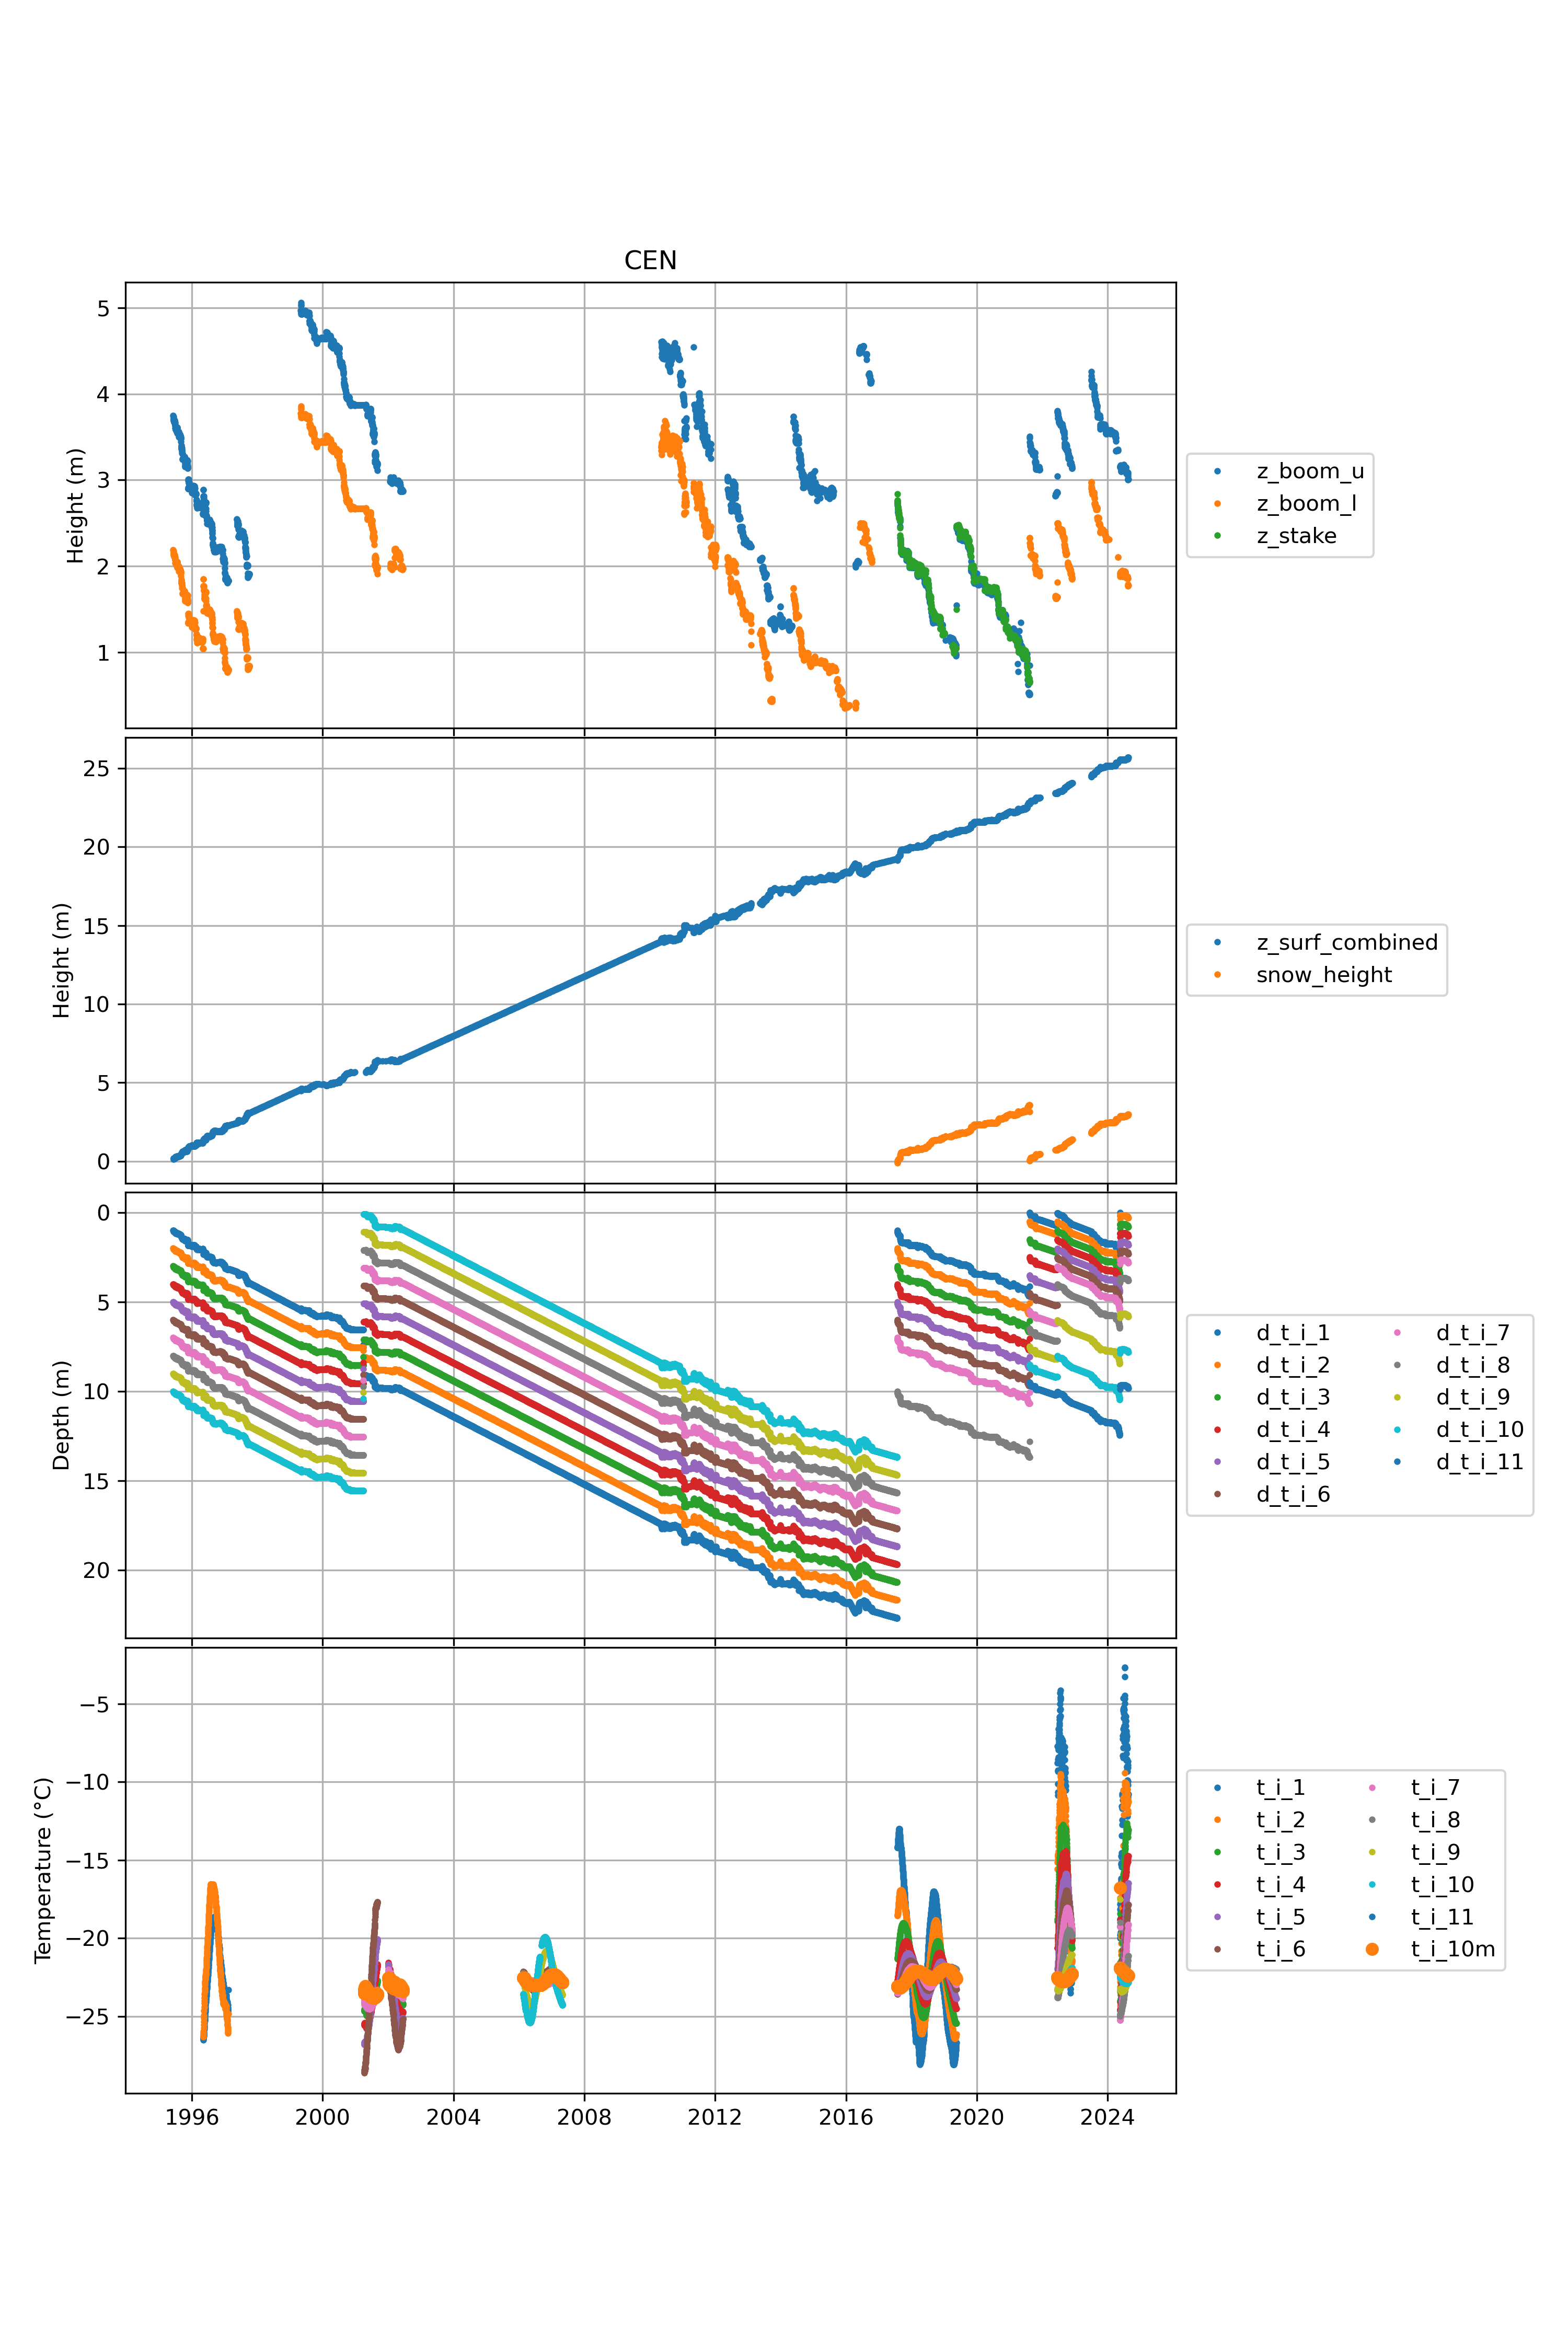 CEN
Height (m)
5
4
3
2
1
z_boom_u
z_boom_l
z_stake
Height (m)
25
20
15
10
5
0
z_surf_combined
snow_height
Depth (m)
0
5
10
15
20
d_t_i_1
d_t_i_2
d_t_i_3
d_t_i_4
d_t_i_5
d_t_i_6
d_t_i_7
d_t_i_8
d_t_i_9
d_t_i_10
d_t_i_11
Temperature (°C)
−5
−10
−15
−20
−25
t_i_1
t_i_2
t_i_3
t_i_4
t_i_5
t_i_6
t_i_7
t_i_8
t_i_9
t_i_10
t_i_11
t_i_10m
1996 2000 2004 2008 2012 2016 2020 2024